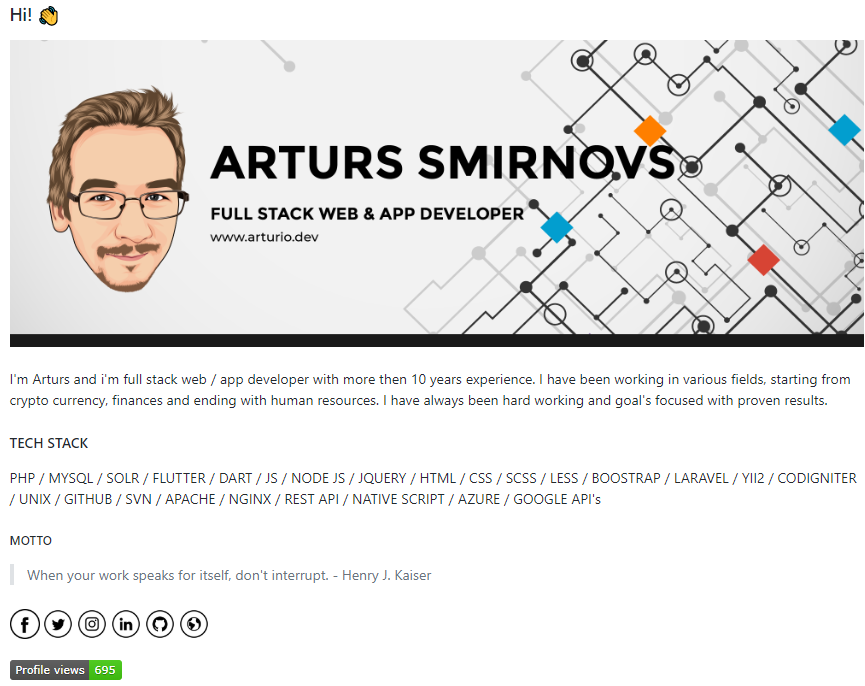 Hi! 👋
ARTURS SMIRNOVS
FULL STACK WEB & APP DEVELOPER
www.arturio.dev
I'm Arturs and i'm full stack web / app developer with more then 10 years experience. I have been working in various fields, starting from
crypto currency, finances and ending with human resources. I have always been hard working and goal's focused with proven results.
TECH STACK
PHP / MYSQL / SOLR / FLUTTER / DART / JS / NODE JS / JQUERY / HTML / CSS / SCSS / LESS / BOOSTRAP / LARAVEL / YII2 / CODIGNITER
/ UNIX / GITHUB / SVN / APACHE / NGINX / REST API / NATIVE SCRIPT / AZURE / GOOGLE API's
MOTTO
When your work speaks for itself, don't interrupt. - Henry J. Kaiser
Profile views 695